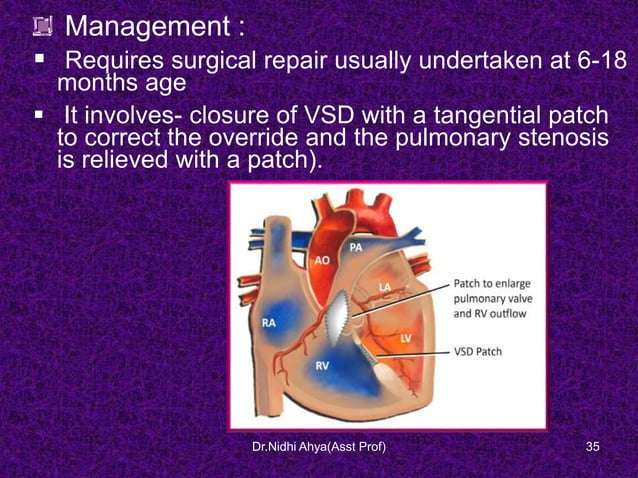 Management :
▪ Requires surgical repair usually undertaken at 6-18
months age
▪ It involves- closure of VSD with a tangential patch
to correct the override and the pulmonary stenosis
is relieved with a patch).
PA
AO
LA
Patch to enlarge
pulmonary valve
and RV outflow
RA
LV
VSD Patch
RV
Dr.Nidhi Ahya(Asst Prof)
35